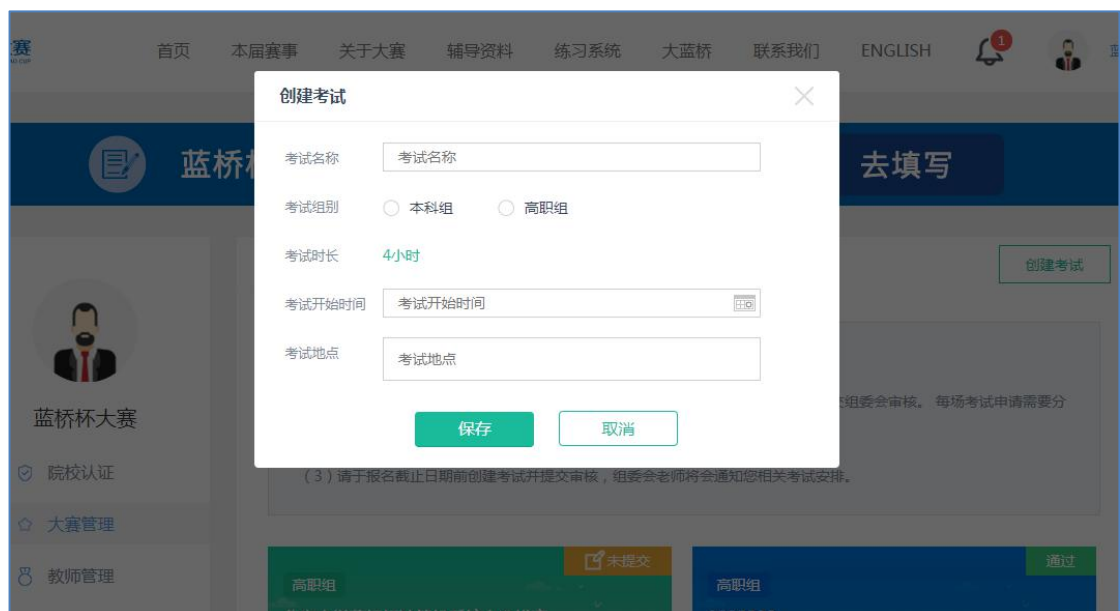 赛
首页 本届赛事 关于大赛 辅导资料 练习系统 大蓝桥 联系我们 ENGLISH 1
创建考试
蓝桥杯
去填写
考试名称 考试名称
考试组别 本科组 高职组
考试时长 4小时
创建考试
考试开始时间 考试开始时间
考试地点 考试地点
组委会审核。 每场考试申请需要分
保存 取消
蓝桥杯大赛
院校认证
(3)请于报名截止日期前创建考试并提交审核,组委会老师将会通知您相关考试安排。
大赛管理
未提交 通过
教师管理
高职组 高职组